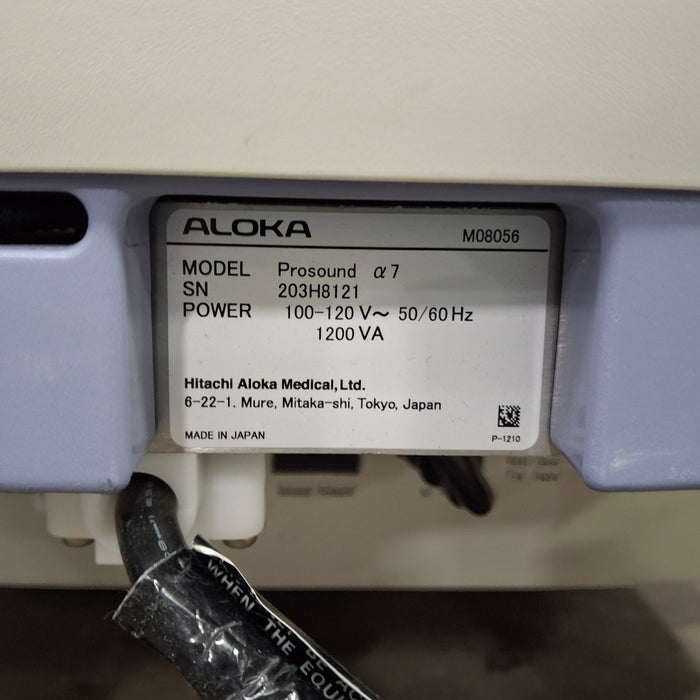 ALOKA
M08056
MODEL Prosound α7
SN 203H8121
POWER 100-120 V~ 50/60 Hz
1200 VA
Hitachi Aloka Medical, Ltd.
6-22-1. Mure, Mitaka-shi, Tokyo, Japan
MADE IN JAPAN
P-1210
WHEN
THE EQU